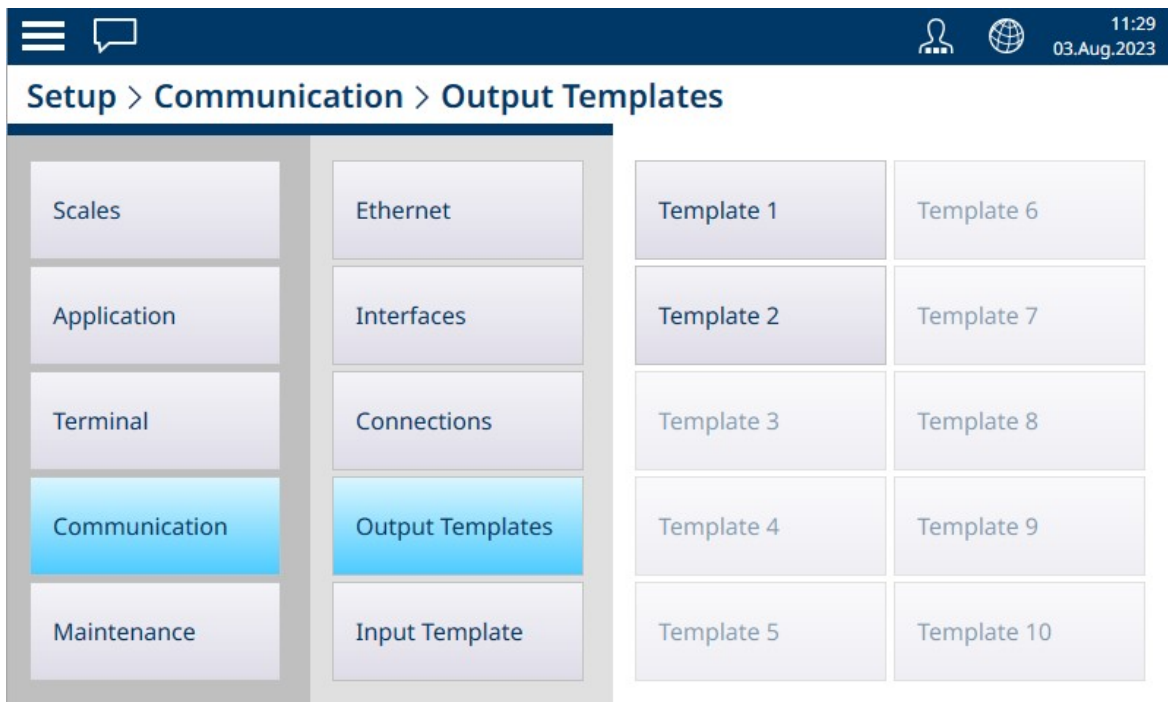 11:29
03.Aug.2023
Setup > Communication > Output Templates
Scales
Ethernet
Template 1
Template 6
Application
Interfaces
Template 2
Template 7
Terminal
Connections
Template 3
Template 8
Communication
Output Templates
Template 4
Template 9
Maintenance
Input Template
Template 5
Template 10